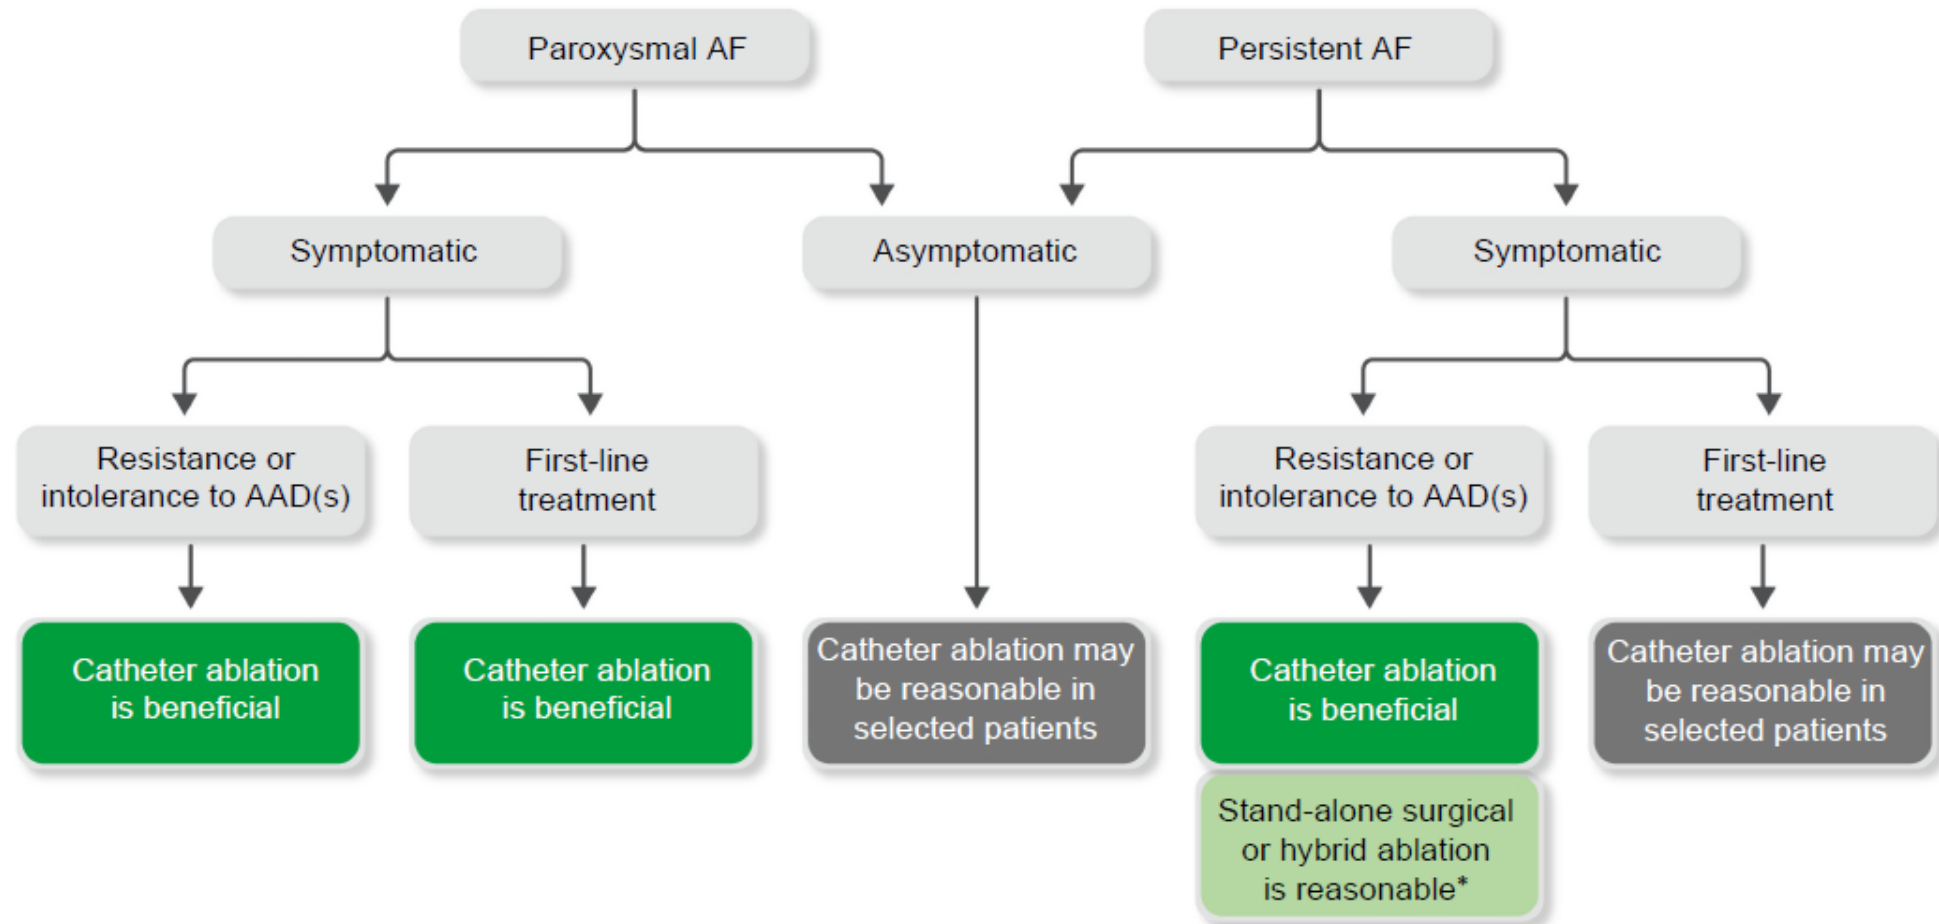 Paroxysmal AF
Persistent AF
Symptomatic
Asymptomatic
Symptomatic
Resistance or
intolerance to AAD(s)
First-line
treatment
Resistance or
intolerance to AAD(s)
First-line
treatment
Catheter ablation
is beneficial
Catheter ablation
is beneficial
Catheter ablation may
be reasonable in
selected patients
Catheter ablation
is beneficial
Catheter ablation may
be reasonable in
selected patients
Stand-alone surgical
or hybrid ablation
is reasonable*